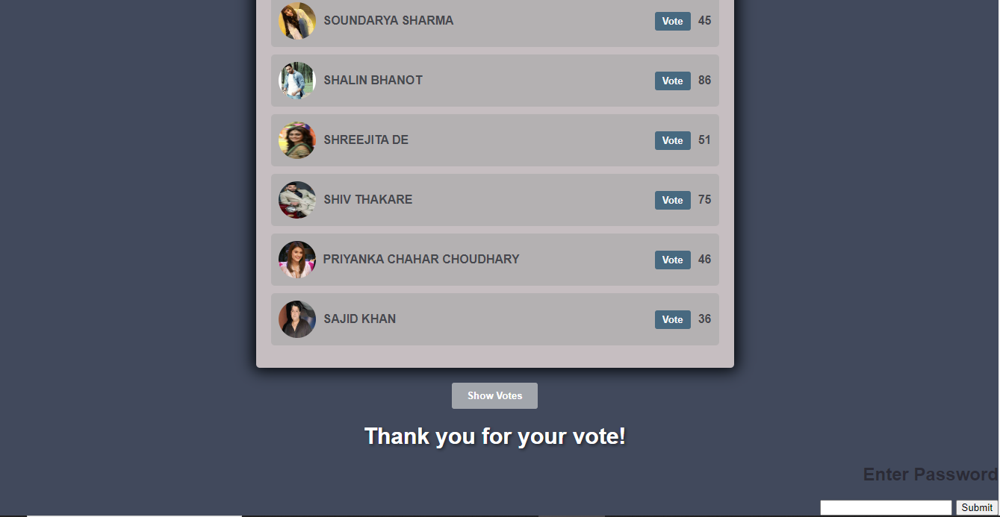 SOUNDARYA SHARMA Vote 45
SHALIN BHANOT Vote 86
SHREEJITA DE Vote 51
SHIV THAKARE Vote 75
PRIYANKA CHAHAR CHOUDHARY Vote 46
SAJID KHAN Vote 36
Show Votes
Thank you for your vote!
Enter Password
Submit